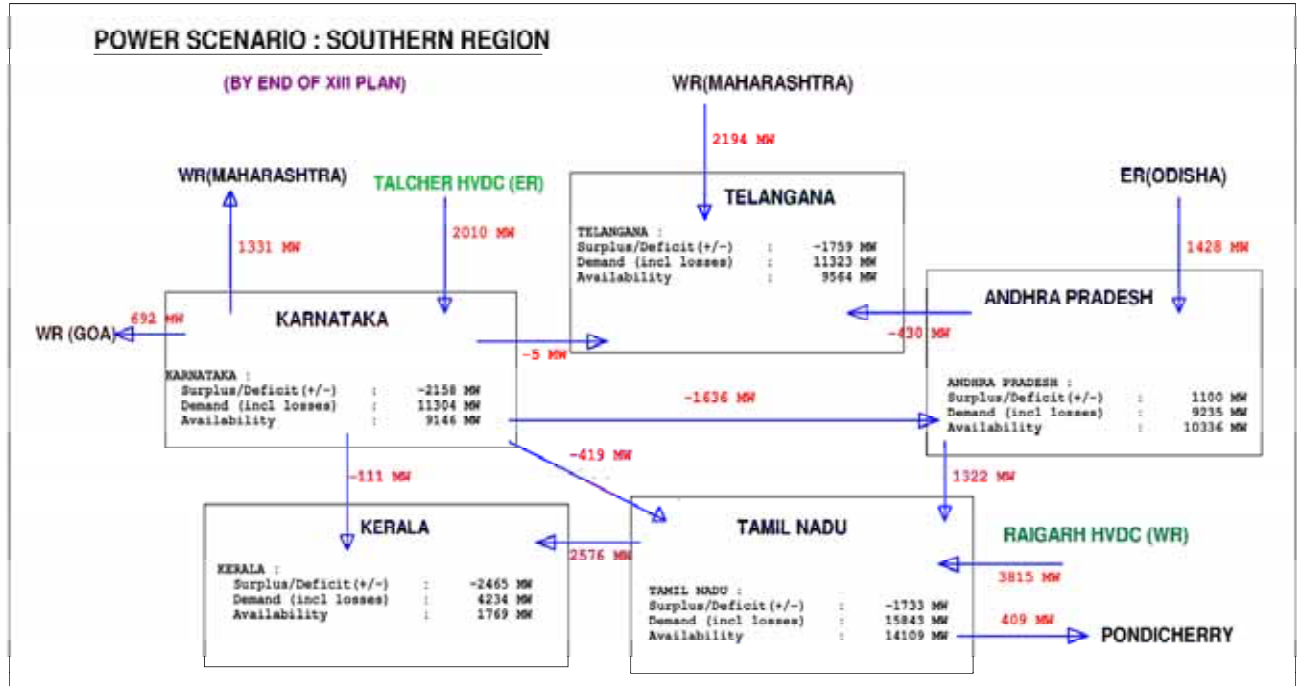 POWER SCENARIO : SOUTHERN REGION
(BY END OF XIII PLAN)
WR(MAHARASHTRA)
2194 MW
WR(MAHARASHTRA)
TALCHER HVDC (ER)
ER(ODISHA)
1331 MW
2010 MW
1428 MW
TELANGANA
TELANGANA :
Surplus/Deficit(+/-) : -1759 MW
Demand (incl losses) : 11323 MW
Availability : 9564 MW
WR (GOA)
692 MW
KARNATAKA
KARNATAKA :
Surplus/Deficit(+/-) : -2158 MW
Demand (incl losses) : 11304 MW
Availability : 9146 MW
-5 MW
-430 MW
-1636 MW
ANDHRA PRADESH
ANDHRA PRADESH :
Surplus/Deficit(+/-) : 1100 MW
Demand (incl losses) : 9235 MW
Availability : 10336 MW
-111 MW
-419 MW
1322 MW
KERALA
KERALA :
Surplus/Deficit(+/-) : -2465 MW
Demand (incl losses) : 4234 MW
Availability : 1769 MW
2576 MW
TAMIL NADU
TAMIL NADU :
Surplus/Deficit(+/-) : -1733 MW
Demand (incl losses) : 15843 MW
Availability : 14109 MW
RAIGARH HVDC (WR)
3815 MW
409 MW
PONDICHERRY